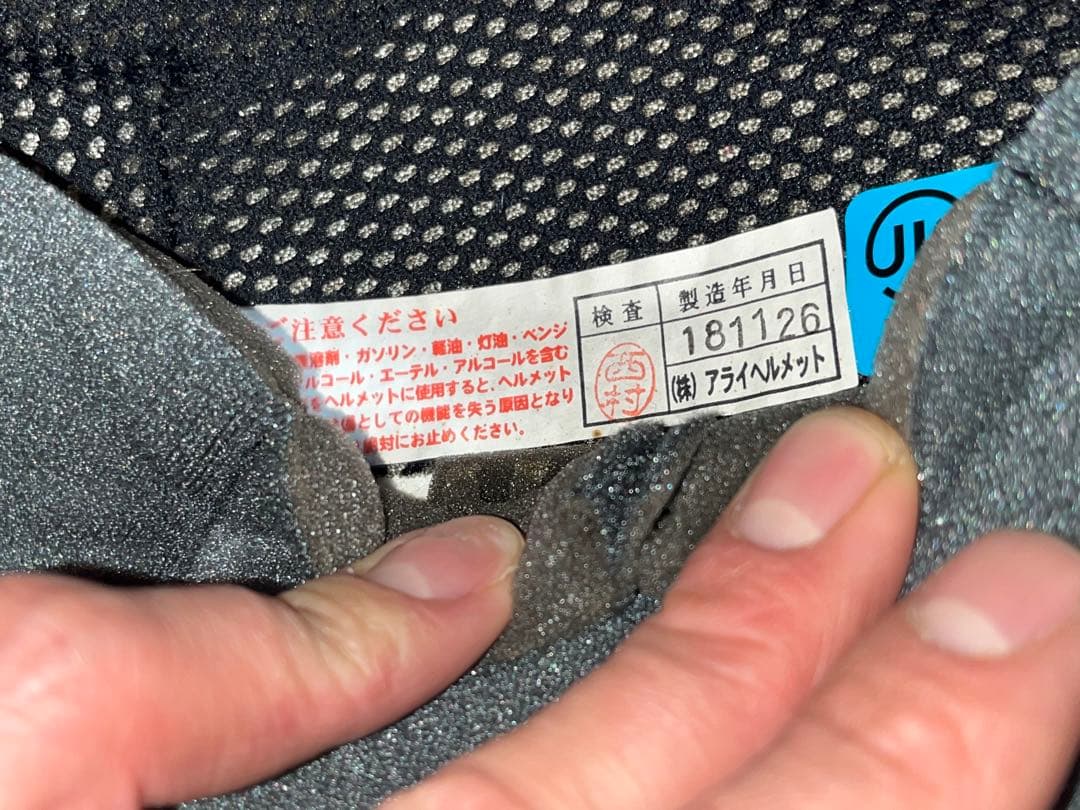 ご注意ください
溶剤・ガソリン・軽油・灯油・ベンジ
ルコール・エーテル・アルコールを含む
をヘルメットに使用すると、ヘルメット
としての機能を失う原因となり
にお止めください。
検査
製造年月日
西村
181126
(株) アライヘルメット